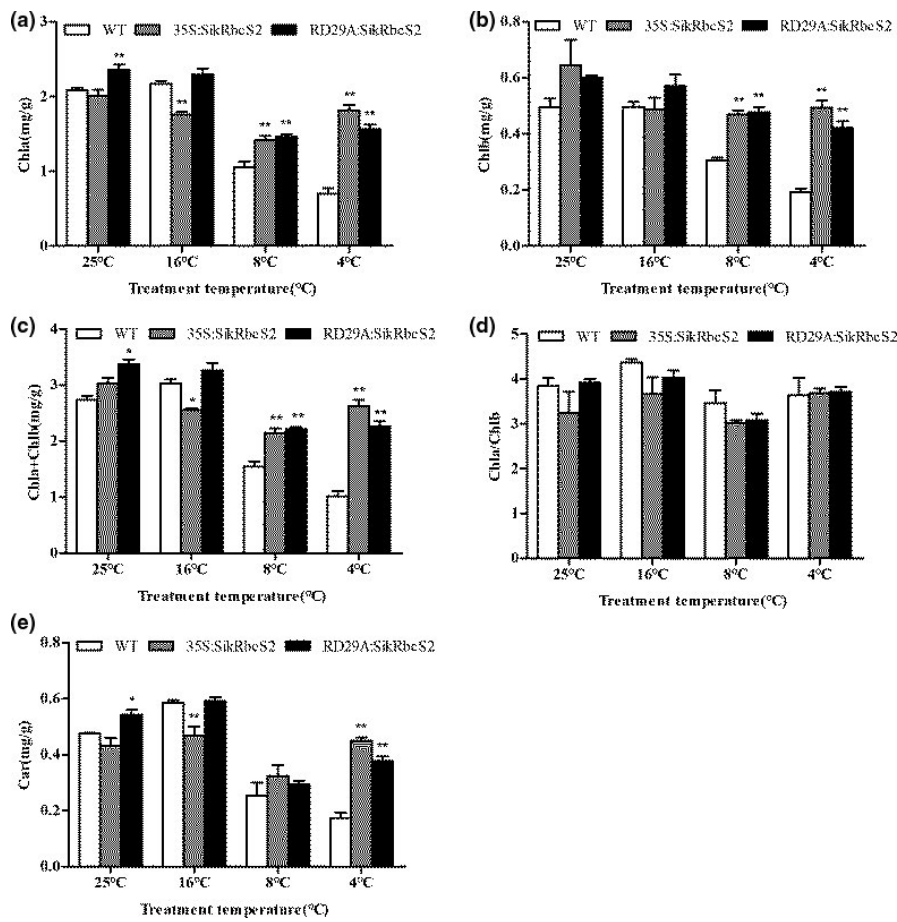 (a)
WT 35S:SikRbcS2 RD29A:SikRbcS2
Chla(mg/g)
3
2
1
0
**
**
** **
**
**
25°C 16°C 8°C 4°C
Treatment temperature(°C)
(b)
WT 35S:SikRbcS2 RD29A:SikRbcS2
Chlb(mg/g)
0.8
0.6
0.4
0.2
0.0
** **
**
**
25°C 16°C 8°C 4°C
Treatment temperature(°C)
(c)
WT 35S:SikRbcS2 RD29A:SikRbcS2
Chla+Chlb(mg/g)
4
3
2
1
0
*
*
** **
**
**
25°C 16°C 8°C 4°C
Treatment temperature(°C)
(d)
WT 35S:SikRbcS2 RD29A:SikRbcS2
Chla/Chlb
5
4
3
2
1
0
25°C 16°C 8°C 4°C
Treatment temperature(°C)
(e)
WT 35S:SikRbcS2 RD29A:SikRbcS2
Car(mg/g)
0.8
0.6
0.4
0.2
0.0
*
**
**
**
25°C 16°C 8°C 4°C
Treatment temperature(°C)